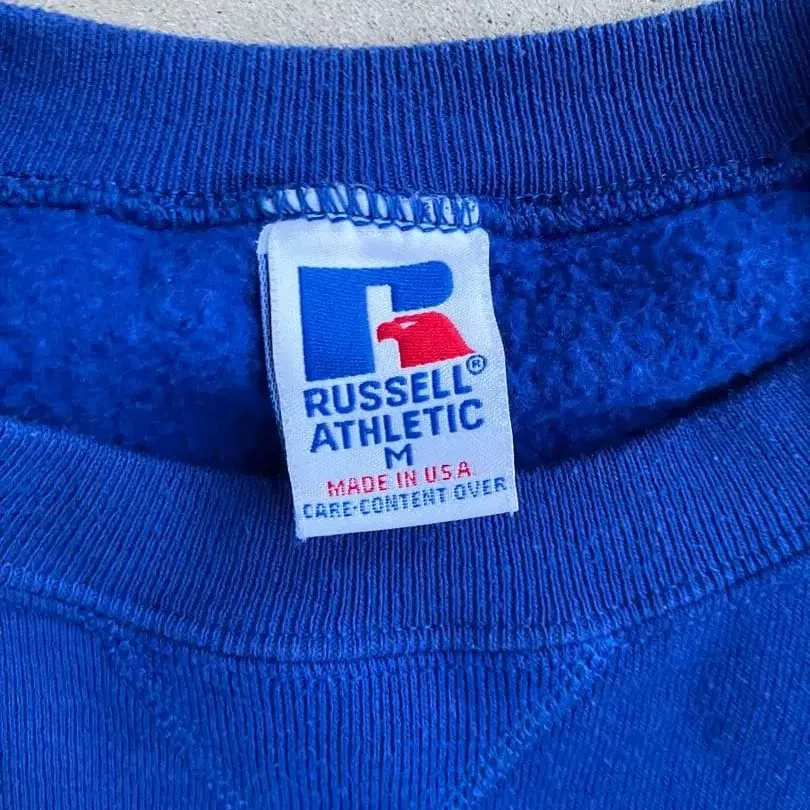 RUSSELL®
ATHLETIC
M
MADE IN U.S.A.
CARE-CONTENT OVER